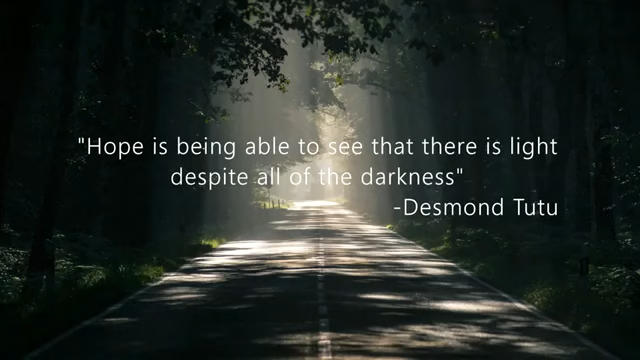 "Hope is being able to see that there is light
despite all of the darkness"
-Desmond Tutu